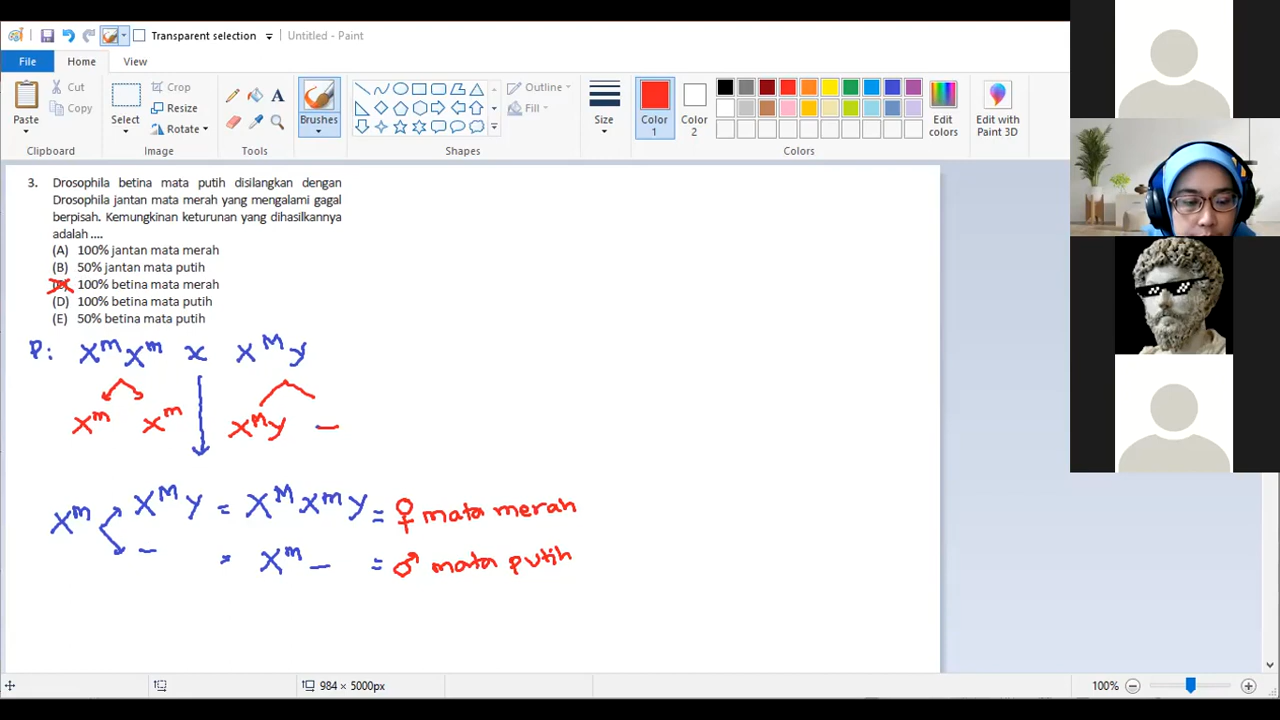 Transparent selection
Untitled - Paint
File Home View
Paste
Cut
Copy
Clipboard
Select
Crop
Resize
Rotate
Image
A
Tools
Brushes
Shapes
Outline
Fill
Size
Color 1
Color 2
Edit colors
Edit with Paint 3D
Colors
3. Drosophila betina mata putih disilangkan dengan
Drosophila jantan mata merah yang mengalami gagal
berpisah. Kemungkinan keturunan yang dihasilkannya
adalah ....
(A) 100% jantan mata merah
(B) 50% jantan mata putih
100% betina mata merah
(D) 100% betina mata putih
(E) 50% betina mata putih
P: XᵐXᵐ x Xᴹy
Xᵐ Xᵐ Xᴹy –
Xᵐ Xᴹy = XᴹXᵐy = ♀ mata merah
– = Xᵐ– = ♂ mata putih
984 × 5000px
100%